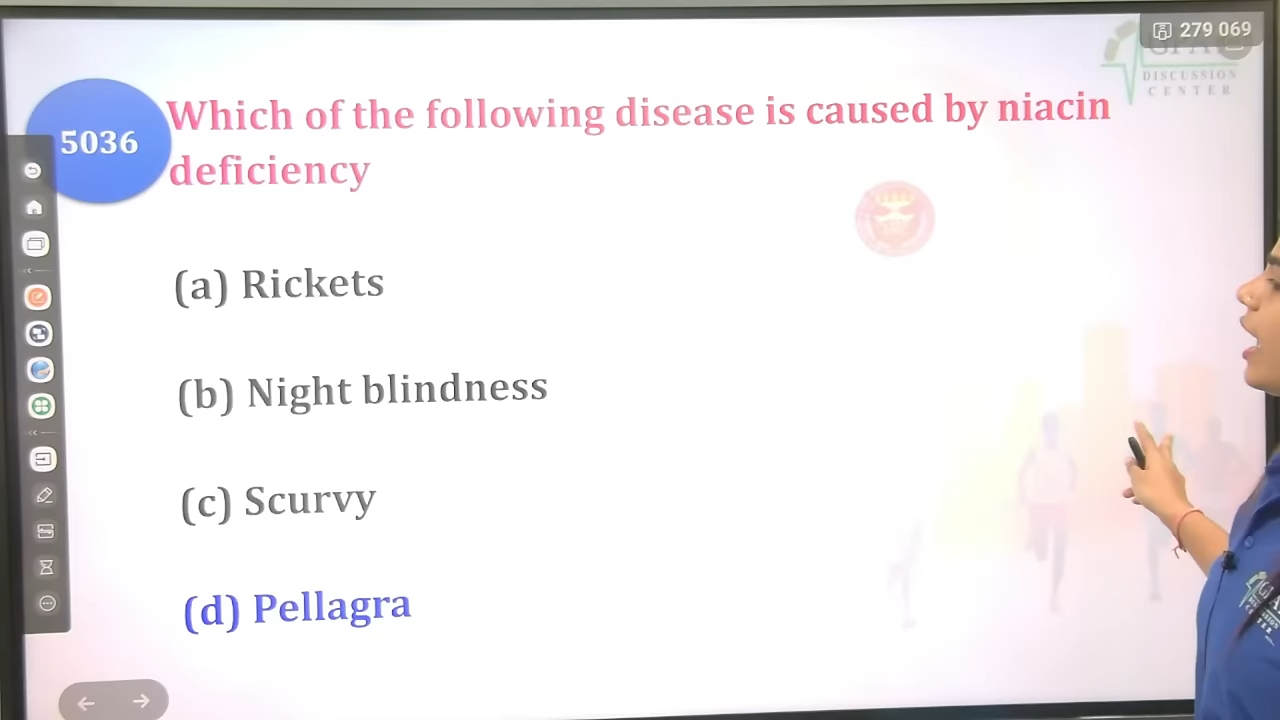 279 069
DISCUSSION
CENTER
5036
Which of the following disease is caused by niacin
deficiency
(a) Rickets
(b) Night blindness
(c) Scurvy
(d) Pellagra